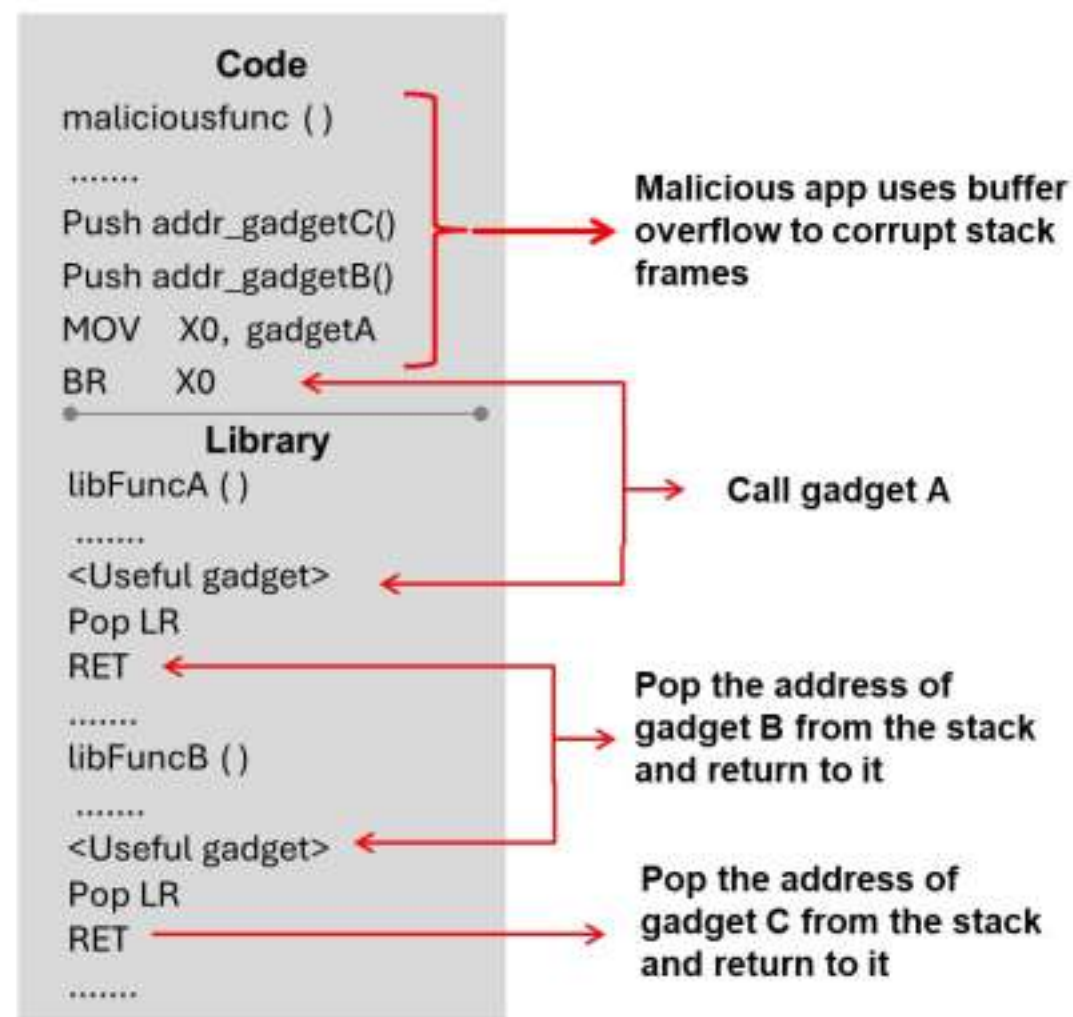 Code
maliciousfunc ( )
.......
Push addr_gadgetC()
Push addr_gadgetB()
MOV X0, gadgetA
BR X0
Library
libFuncA ( )
.......
<Useful gadget>
Pop LR
RET
.......
libFuncB ( )
.......
<Useful gadget>
Pop LR
RET
.......
Malicious app uses buffer
overflow to corrupt stack
frames
Call gadget A
Pop the address of
gadget B from the stack
and return to it
Pop the address of
gadget C from the stack
and return to it